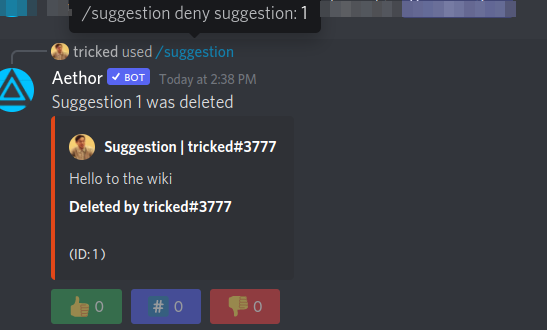 /suggestion deny suggestion: 1
tricked used /suggestion
Aethor ✓ BOT Today at 2:38 PM
Suggestion 1 was deleted
Suggestion | tricked#3777
Hello to the wiki
Deleted by tricked#3777
(ID: 1)
👍 0 # 0 👎 0